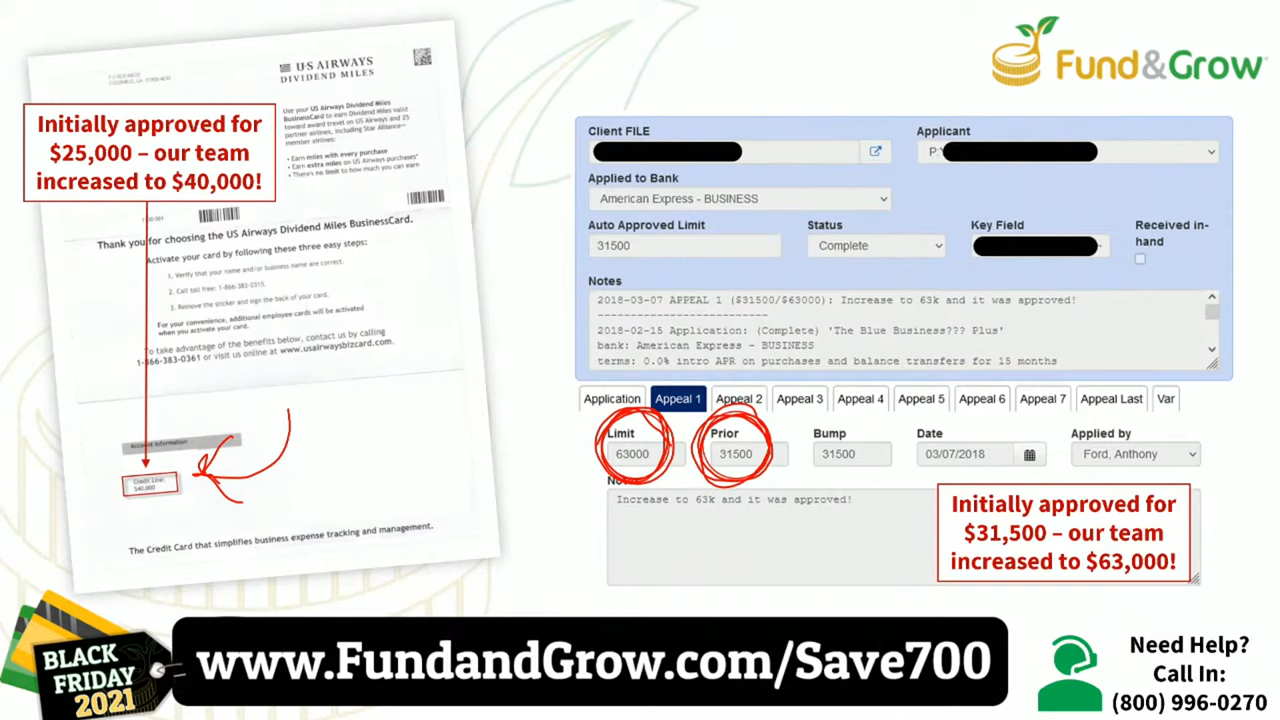 Fund&Grow
P O BOX 84030
U·S AIRWAYS
DIVIDEND MILES
Use your US Airways Dividend Miles
BusinessCard to earn Dividend Miles valid
toward award travel on US Airways and 25
partner airlines, including Star Alliance™
member airlines:
• Earn miles with every purchase
• Earn extra miles on US Airways purchases*
• There's no limit to how much you can earn
Initially approved for
$25,000 – our team
increased to $40,000!
Thank you for choosing the US Airways Dividend Miles BusinessCard.
Activate your card by following these three easy steps:
1. Verify that your name and/or business name are correct.
2. Call toll free: 1-866-383-0315.
3. Remove the sticker and sign the back of your card.
For your convenience, additional employee cards will be activated
when you activate your card.
To take advantage of the benefits below, contact us by calling
1-866-383-0361 or visit us online at www.usairwaysbizcard.com.
Account Information
Credit Line:
$40,000
The Credit Card that simplifies business expense tracking and management.
Client FILE
Applicant
Applied to Bank
American Express - BUSINESS
Auto Approved Limit
Status
Key Field
Received in-
hand
31500
Complete
Notes
2018-03-07 APPEAL 1 ($31500/$63000): Increase to 63k and it was approved!
-------------------------
2018-02-15 Application: (Complete) 'The Blue Business??? Plus'
bank: American Express - BUSINESS
terms: 0.0% intro APR on purchases and balance transfers for 15 months
Application Appeal 1 Appeal 2 Appeal 3 Appeal 4 Appeal 5 Appeal 6 Appeal 7 Appeal Last Var
Limit Prior Bump Date Applied by
63000 31500 31500 03/07/2018 Ford, Anthony
Increase to 63k and it was approved!
Initially approved for
$31,500 – our team
increased to $63,000!
BLACK
FRIDAY
2021
www.FundandGrow.com/Save700
Need Help?
Call In:
(800) 996-0270